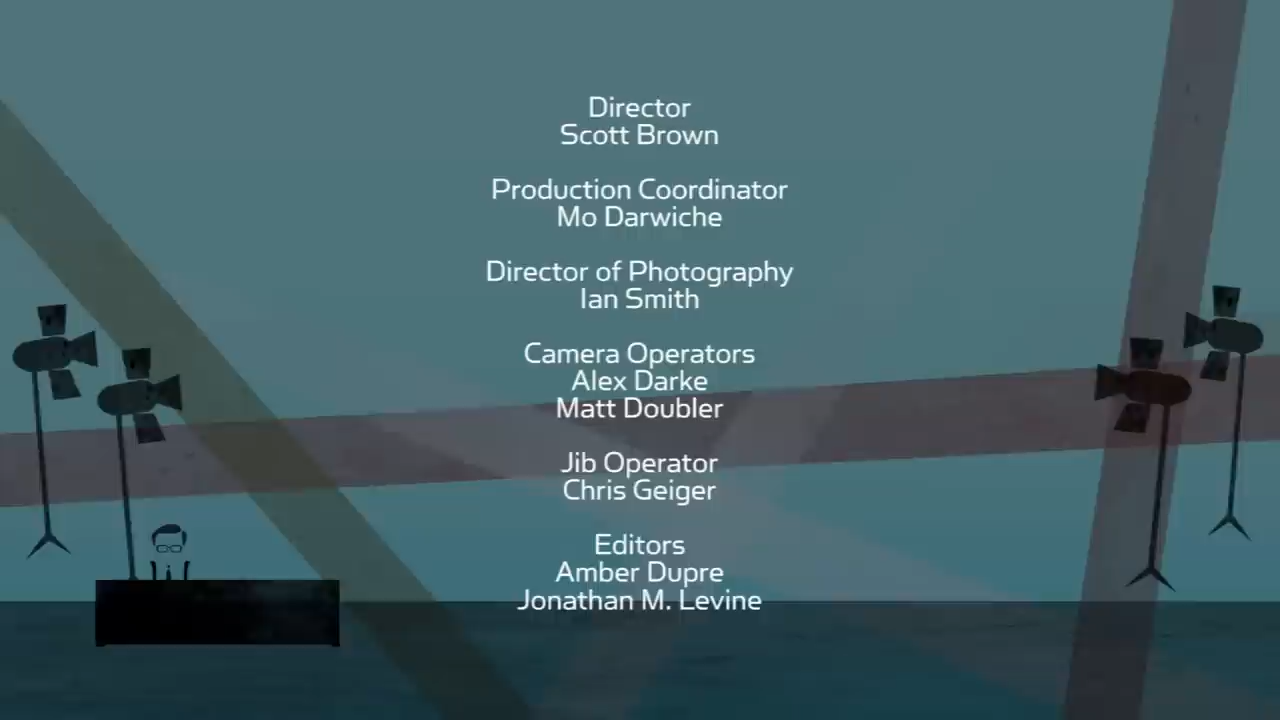 Director
Scott Brown
Production Coordinator
Mo Darwiche
Director of Photography
Ian Smith
Camera Operators
Alex Darke
Matt Doubler
Jib Operator
Chris Geiger
Editors
Amber Dupre
Jonathan M. Levine